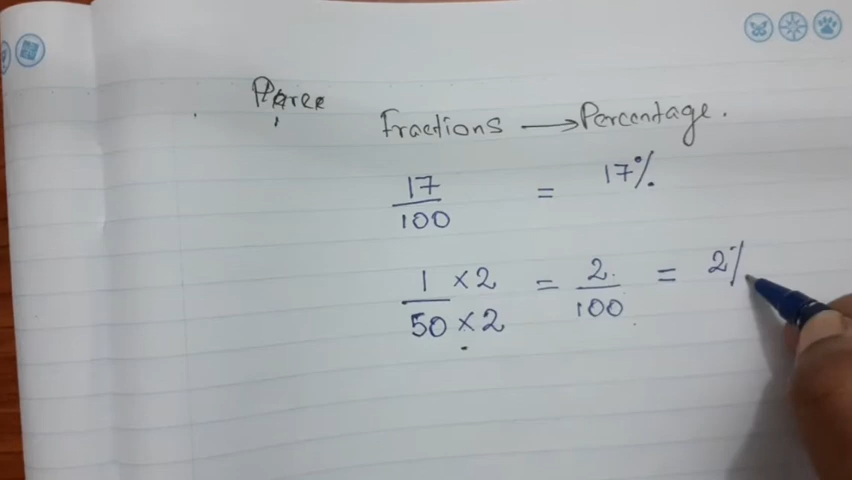 Fractions → Percentage.
17/100 = 17%
1 × 2 / 50 × 2 = 2/100 = 2%